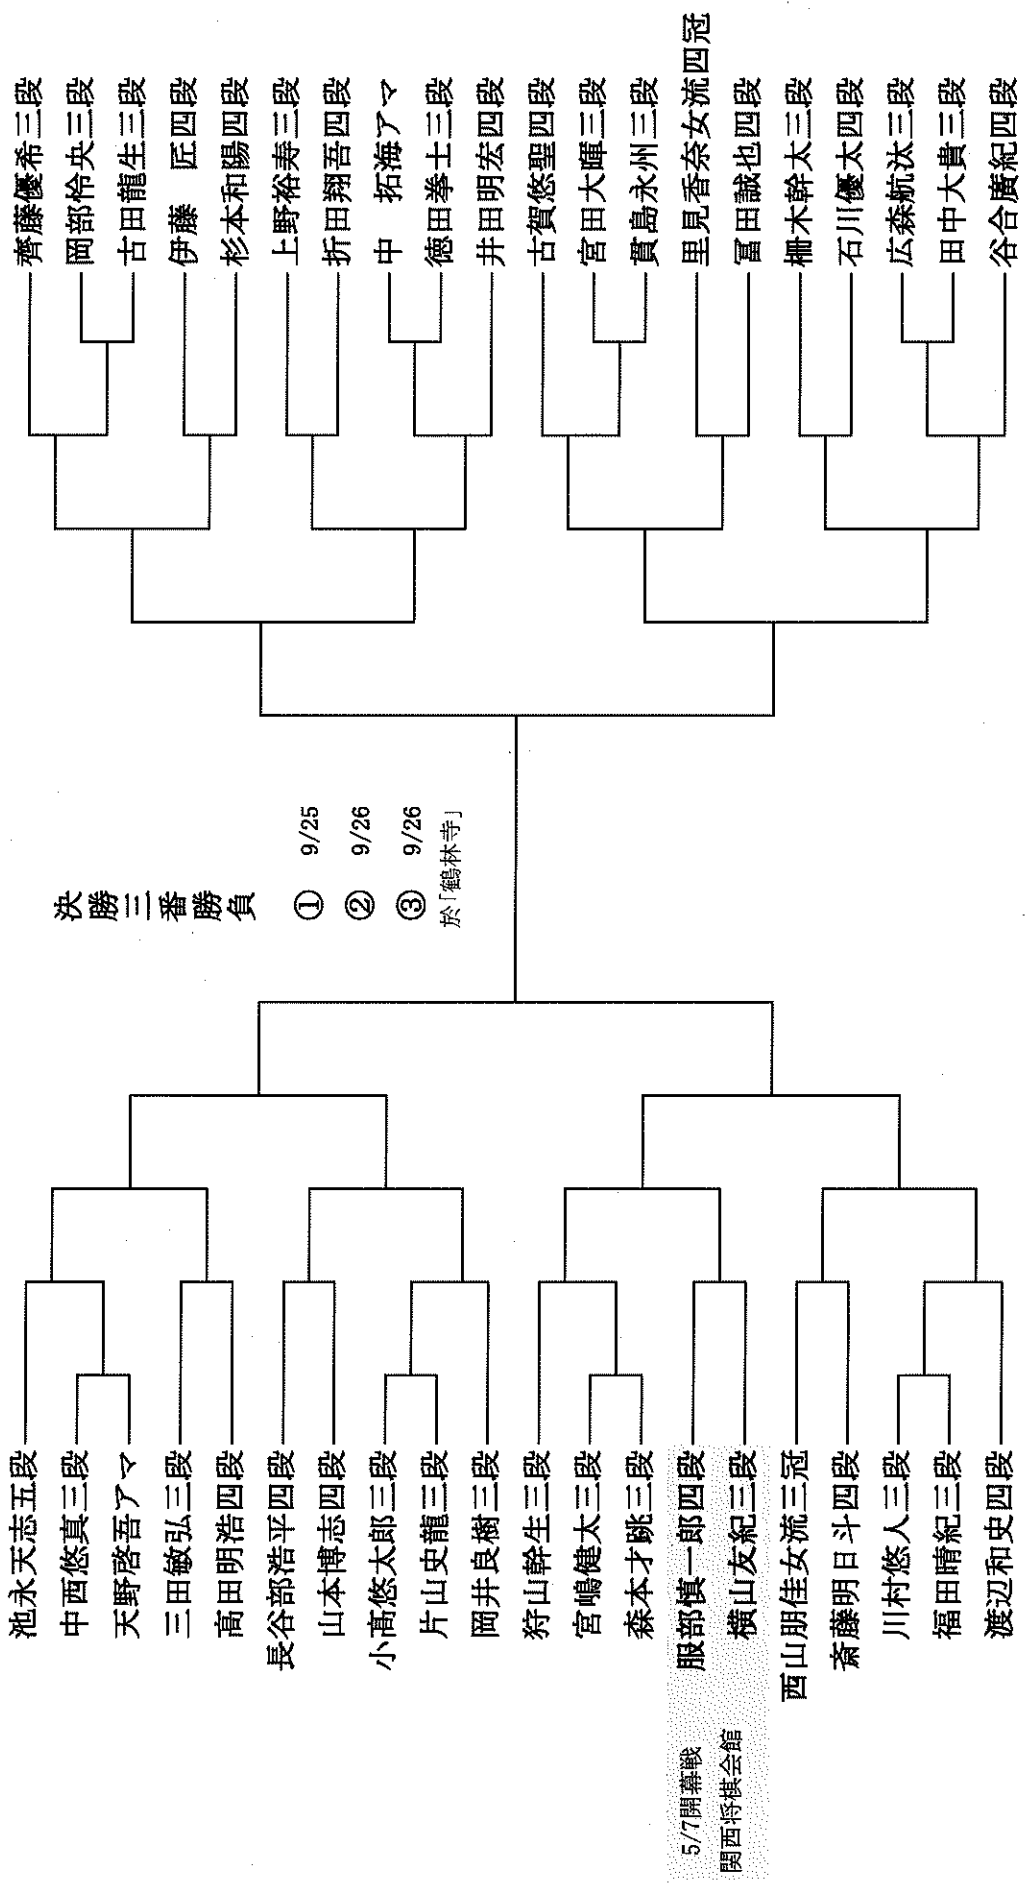 齊藤優希三段
岡部怜央三段
古田龍生三段
伊藤　匠四段
杉本和陽四段
上野裕寿三段
折田翔吾四段
中　拓海アマ
徳田拳士三段
井田明宏四段
古賀悠聖四段
宮田大暉三段
貫島永州三段
里見香奈女流四冠
冨田誠也四段
柵木幹太三段
石川優太四段
広森航汰三段
田中大貴三段
谷合廣紀四段
決勝三番勝負
① 9/25
② 9/26
③ 9/26
於「鶴林寺」
池永天志五段
中西悠真三段
天野啓吾アマ
三田敏弘三段
高田明浩四段
長谷部浩平四段
山本博志四段
小髙悠太郎三段
片山史龍三段
岡井良樹三段
狩山幹生三段
宮嶋健太三段
森本才跳三段
服部慎一郎四段
横山友紀三段
西山朋佳女流三冠
斎藤明日斗四段
川村悠人三段
福田晴紀三段
渡辺和史四段
5/7開幕戦
関西将棋会館